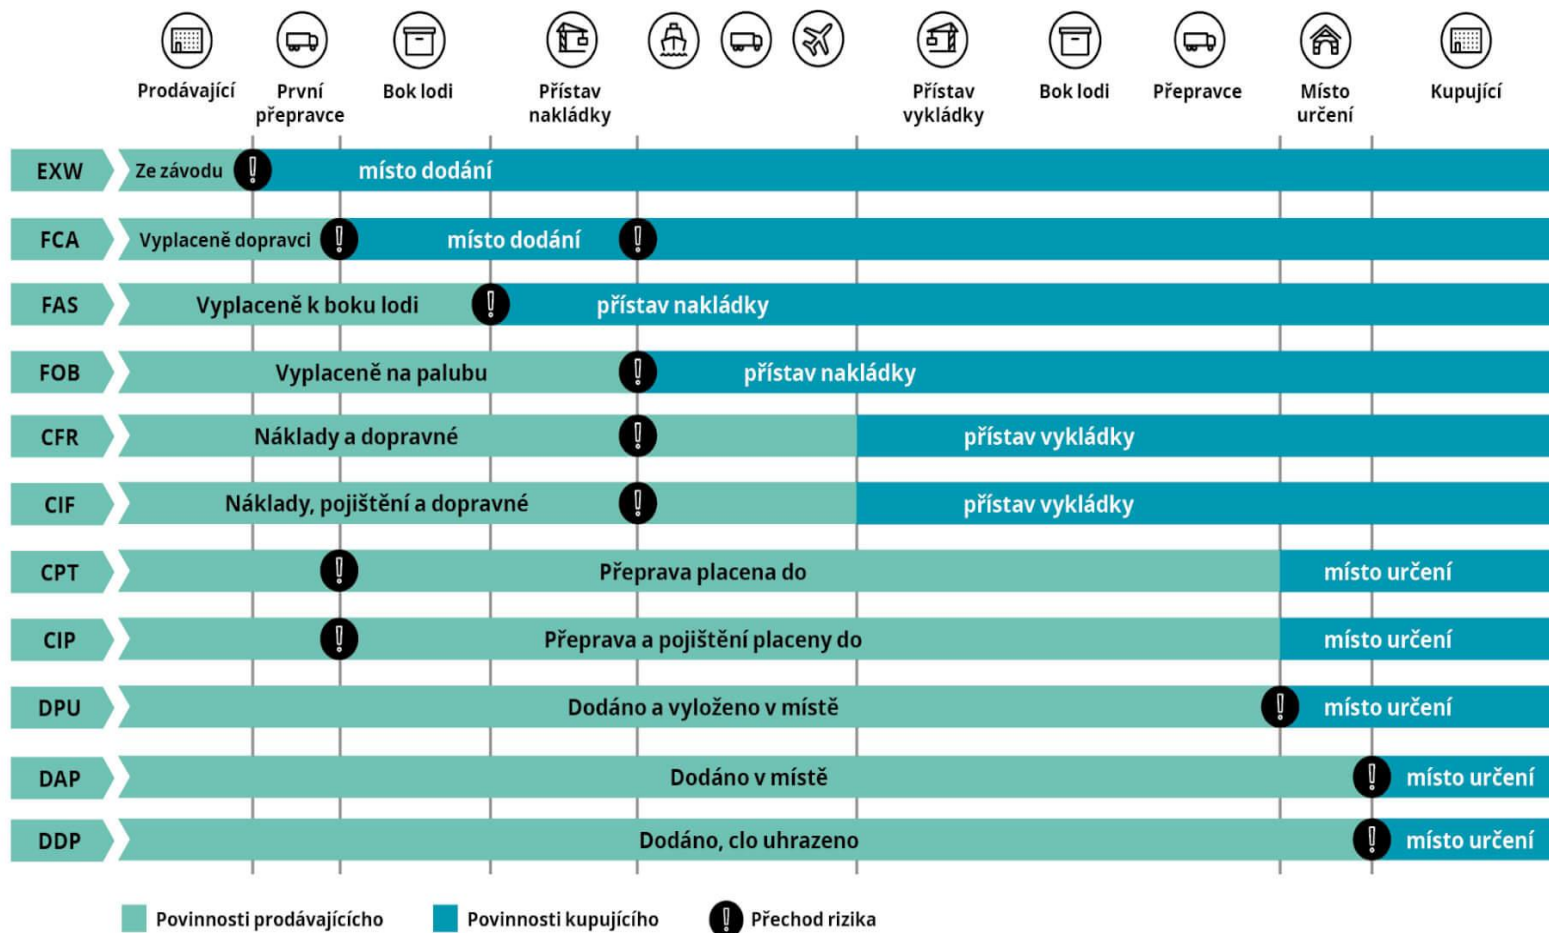 Prodávající
První
přepravce
Bok lodi
Přístav
nakládky
Přístav
vykládky
Bok lodi
Přepravce
Místo
určení
Kupující
EXW Ze závodu místo dodání
FCA Vyplaceně dopravci místo dodání
FAS Vyplaceně k boku lodi přístav nakládky
FOB Vyplaceně na palubu přístav nakládky
CFR Náklady a dopravné přístav vykládky
CIF Náklady, pojištění a dopravné přístav vykládky
CPT Přeprava placena do místo určení
CIP Přeprava a pojištění placeny do místo určení
DPU Dodáno a vyloženo v místě místo určení
DAP Dodáno v místě místo určení
DDP Dodáno, clo uhrazeno místo určení
Povinnosti prodávajícícho Povinnosti kupujícího Přechod rizika